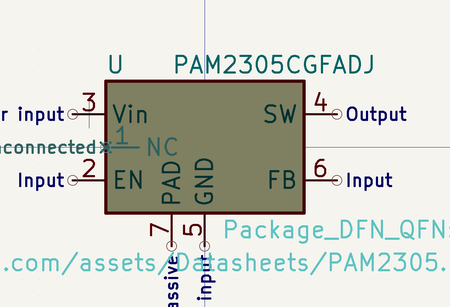 U PAM2305CGFADJ
r input 3 Vin SW 4 Output
nconnected 1 NC
Input 2 EN FB 6 Input
PAD GND
7 5
Package_DFN_QFN:
.com/assets/Datasheets/PAM2305.
assive input